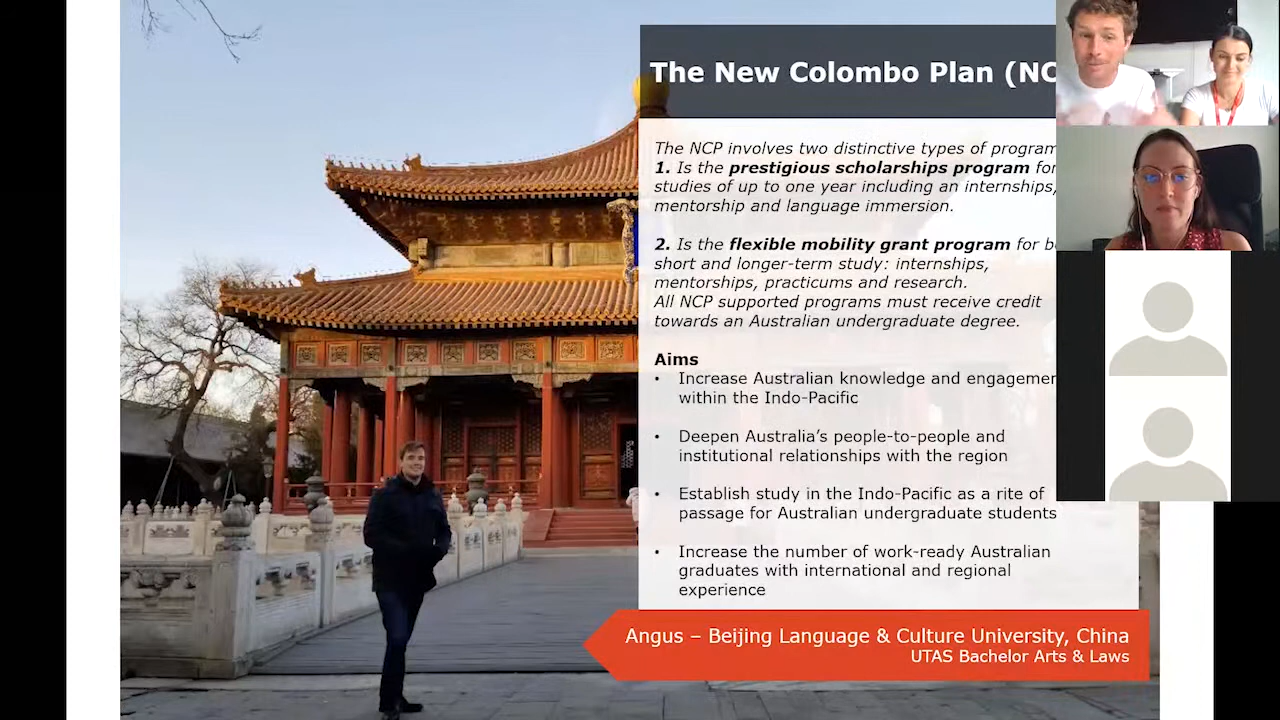 The New Colombo Plan (NC
The NCP involves two distinctive types of program
1. Is the prestigious scholarships program for
studies of up to one year including an internships,
mentorship and language immersion.
2. Is the flexible mobility grant program for b
short and longer-term study: internships,
mentorships, practicums and research.
All NCP supported programs must receive credit
towards an Australian undergraduate degree.
Aims
• Increase Australian knowledge and engagemen
within the Indo-Pacific
• Deepen Australia's people-to-people and
institutional relationships with the region
• Establish study in the Indo-Pacific as a rite of
passage for Australian undergraduate students
• Increase the number of work-ready Australian
graduates with international and regional
experience
Angus – Beijing Language & Culture University, China
UTAS Bachelor Arts & Laws